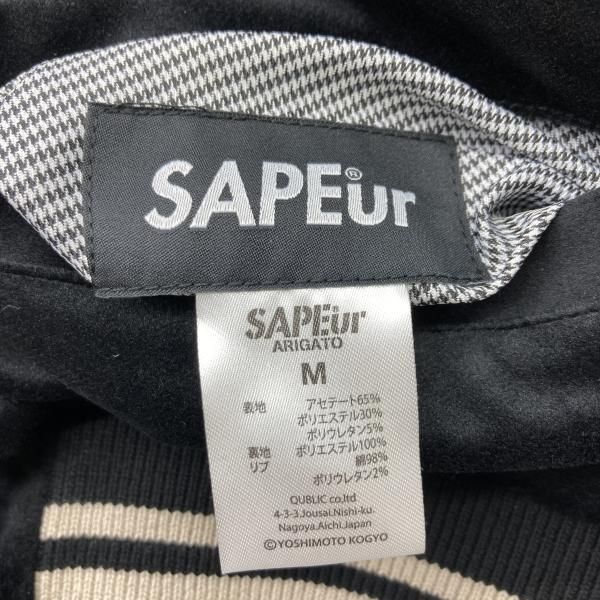 SAPEur®
SAPEur
ARIGATO
M
表地 アセテート65%
ポリエステル30%
ポリウレタン5%
裏地 ポリエステル100%
リブ 綿98%
ポリウレタン2%
QUBLIC co,ltd
4-3-3.Jousai.Nishi-ku.
Nagoya.Aichi.Japan
©YOSHIMOTO KOGYO